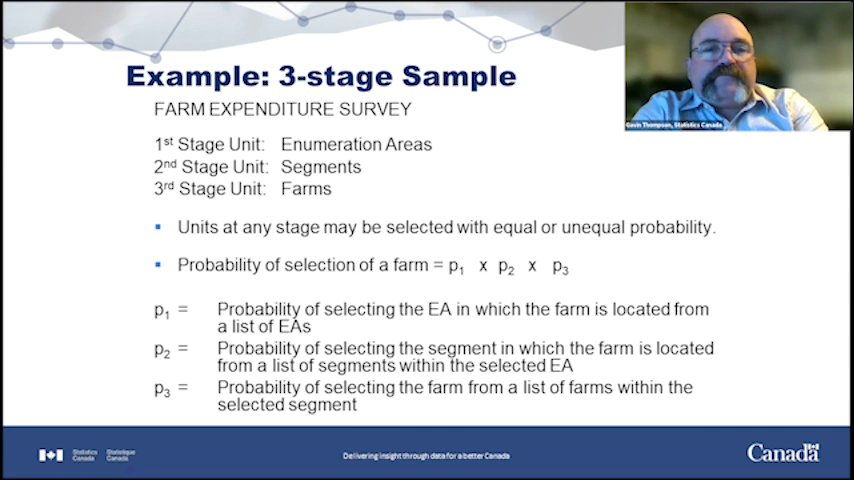 Example: 3-stage Sample
FARM EXPENDITURE SURVEY
1st Stage Unit: Enumeration Areas
2nd Stage Unit: Segments
3rd Stage Unit: Farms
Units at any stage may be selected with equal or unequal probability.
Probability of selection of a farm = p1 x p2 x p3
p1 = Probability of selecting the EA in which the farm is located from
a list of EAs
p2 = Probability of selecting the segment in which the farm is located
from a list of segments within the selected EA
p3 = Probability of selecting the farm from a list of farms within the
selected segment
Gavin Thompson, Statistics Canada
Statistics Statistique
Canada Canada
Delivering insight through data for a better Canada
Canada